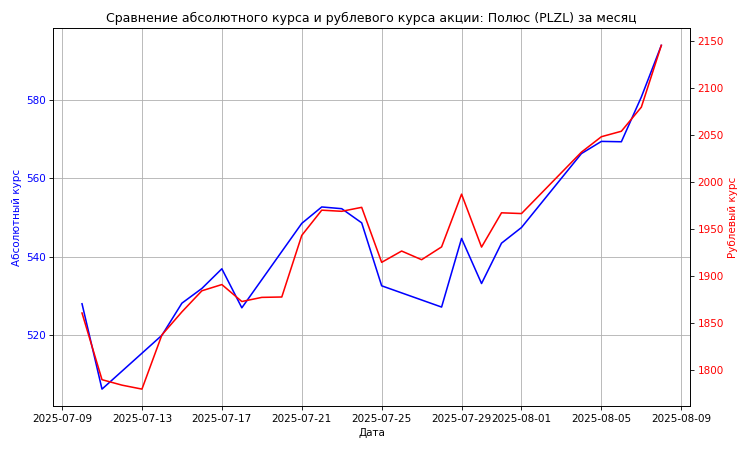 Сравнение абсолютного курса и рублевого курса акции: Полюс (PLZL) за месяц
Абсолютный курс
580
560
540
520
2150
2100
2050
2000
1950
1900
1850
1800
Рублевый курс
2025-07-09 2025-07-13 2025-07-17 2025-07-21 2025-07-25 2025-07-29 2025-08-01 2025-08-05 2025-08-09
Дата